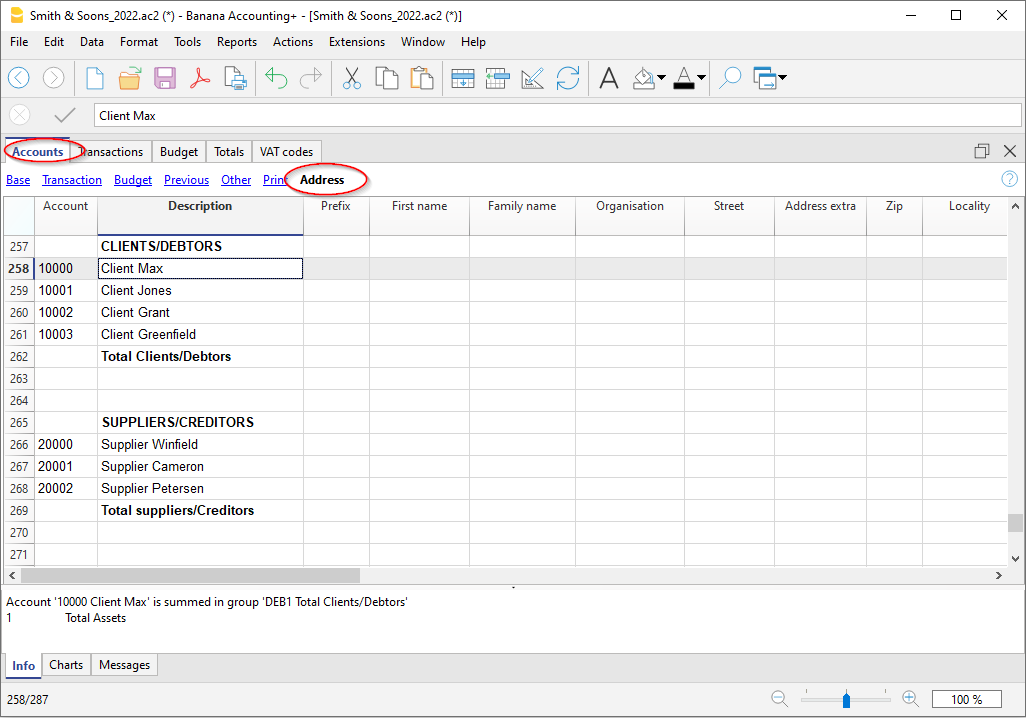 Smith & Soons_2022.ac2 (*) - Banana Accounting+ - [Smith & Soons_2022.ac2 (*)]
File Edit Data Format Tools Reports Actions Extensions Window Help
Client Max
Accounts Transactions Budget Totals VAT codes
Base Transaction Budget Previous Other Print Address
Account Description Prefix First name Family name Organisation Street Address extra Zip Locality
257 CLIENTS/DEBTORS
258 10000 Client Max
259 10001 Client Jones
260 10002 Client Grant
261 10003 Client Greenfield
262 Total Clients/Debtors
263
264
265 SUPPLIERS/CREDITORS
266 20000 Supplier Winfield
267 20001 Supplier Cameron
268 20002 Supplier Petersen
269 Total suppliers/Creditors
270
271
Account '10000 Client Max' is summed in group 'DEB1 Total Clients/Debtors'
1 Total Assets
Info Charts Messages
258/287 100 %